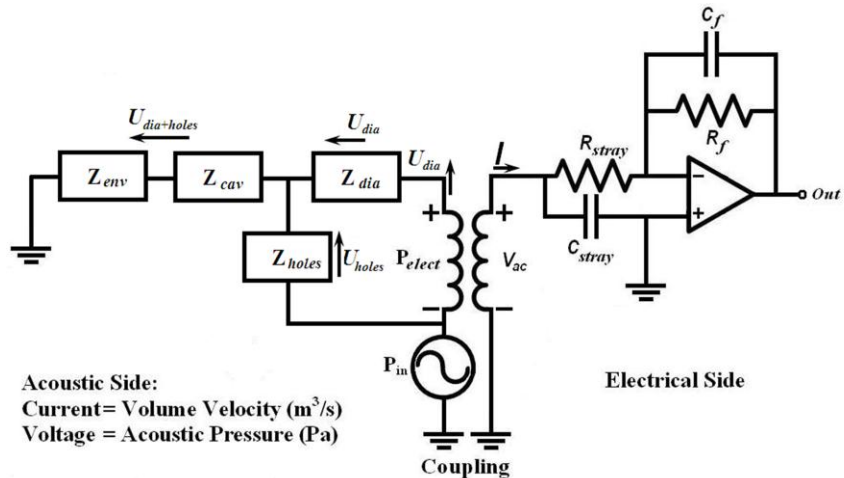 C_f
R_f
U_dia+holes
U_dia
U_dia
I
R_stray
Z_env
Z_cav
Z_dia
−
+
Out
+
+
C_stray
Z_holes
U_holes
P_elect
V_ac
−
−
P_in
Acoustic Side:
Current= Volume Velocity (m³/s)
Voltage = Acoustic Pressure (Pa)
Electrical Side
Coupling